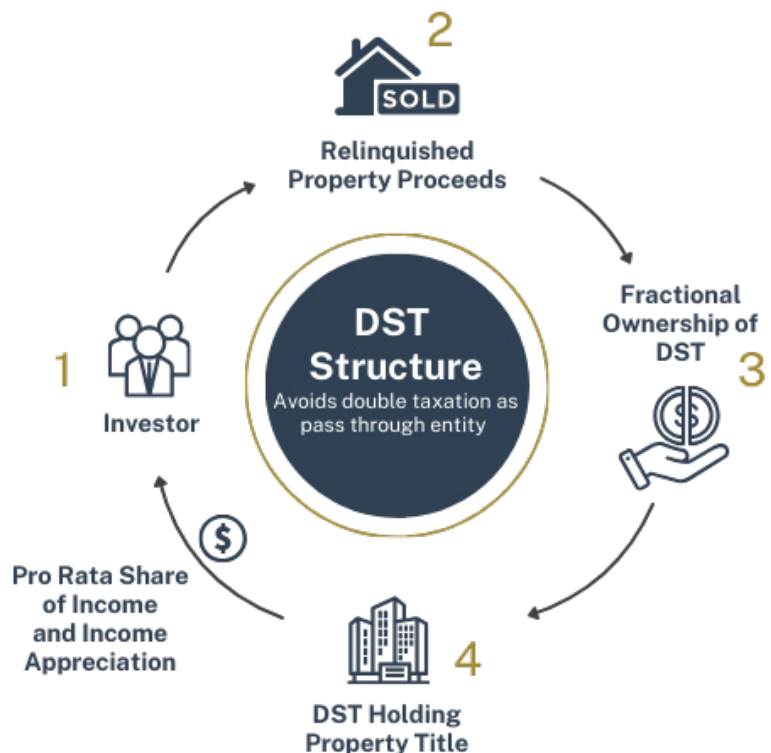 2
SOLD
Relinquished
Property Proceeds
Fractional
Ownership of
DST
3
$
DST
Structure
Avoids double taxation as
pass through entity
1
Investor
$
Pro Rata Share
of Income
and Income
Appreciation
4
DST Holding
Property Title